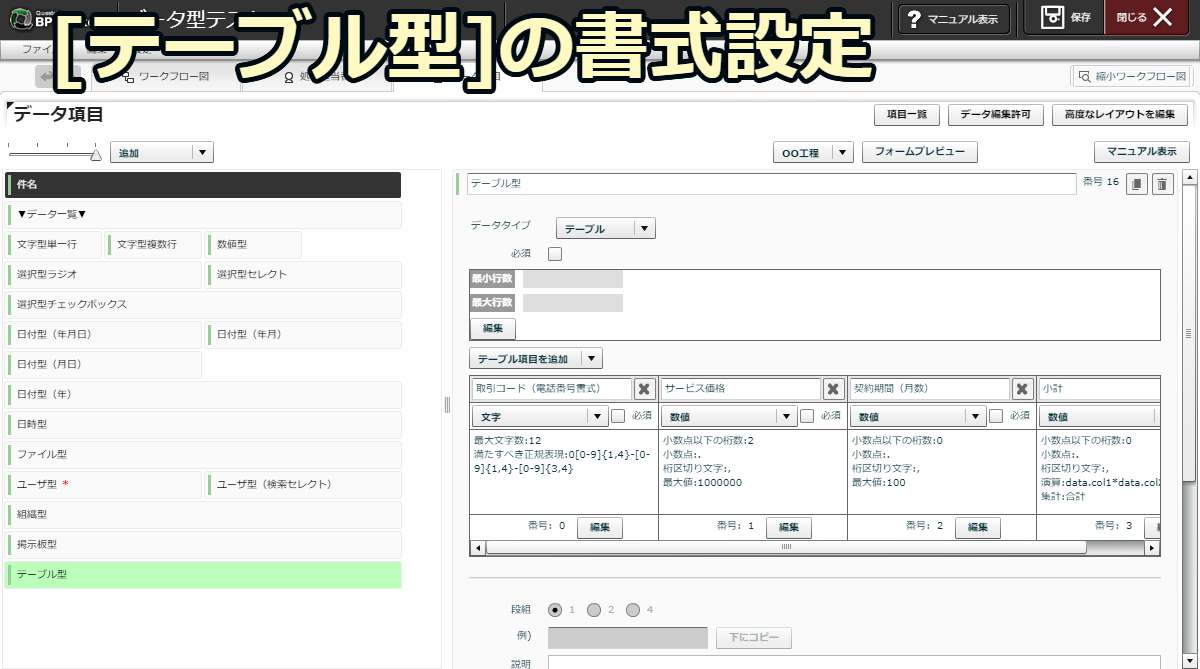 [テーブル型]の書式設定
データ型テス
マニュアル表示
保存
閉じる
ファイ
ワークフロー図
縮小ワークフロー図
データ項目
項目一覧
データ編集許可
高度なレイアウトを編集
追加
OO工程
フォームプレビュー
マニュアル表示
件名
▼データ一覧▼
文字型単一行
文字型複数行
数値型
選択型ラジオ
選択型セレクト
選択型チェックボックス
日付型（年月日）
日付型（年月）
日付型（月日）
日付型（年）
日時型
ファイル型
ユーザ型 *
ユーザ型（検索セレクト）
組織型
掲示板型
テーブル型
テーブル型
番号 16
データタイプ
テーブル
必須
最小行数
最大行数
編集
テーブル項目を追加
取引コード（電話番号書式）
サービス価格
契約期間（月数）
小計
文字
必須
数値
必須
数値
必須
数値
最大文字数:12
満たすべき正規表現:0[0-9]{1,4}-[0-
9]{1,4}-[0-9]{3,4}
小数点以下の桁数:2
小数点:.
桁区切り文字:,
最大値:1000000
小数点以下の桁数:0
小数点:.
桁区切り文字:,
最大値:100
小数点以下の桁数:0
小数点:.
桁区切り文字:,
演算:data.col1*data.col2
集計:合計
番号: 0
編集
番号: 1
編集
番号: 2
編集
番号: 3
段組
1
2
4
例)
下にコピー
説明